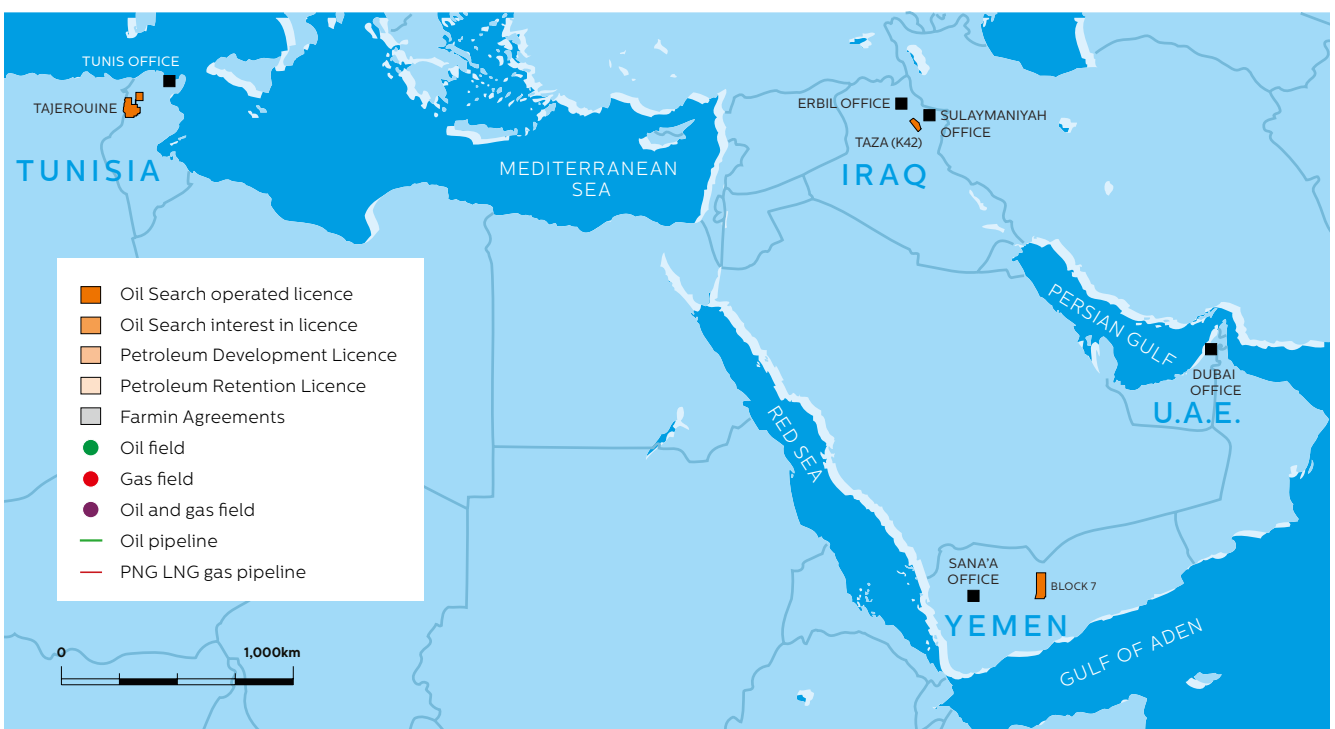 TUNIS OFFICE
TAJEROUINE
TUNISIA
MEDITERRANEAN
SEA
ERBIL OFFICE
SULAYMANIYAH
OFFICE
TAZA (K42)
IRAQ
PERSIAN GULF
DUBAI
OFFICE
U.A.E.
RED SEA
SANA'A
OFFICE
BLOCK 7
YEMEN
GULF OF ADEN
Oil Search operated licence
Oil Search interest in licence
Petroleum Development Licence
Petroleum Retention Licence
Farmin Agreements
Oil field
Gas field
Oil and gas field
Oil pipeline
PNG LNG gas pipeline
0 1,000km